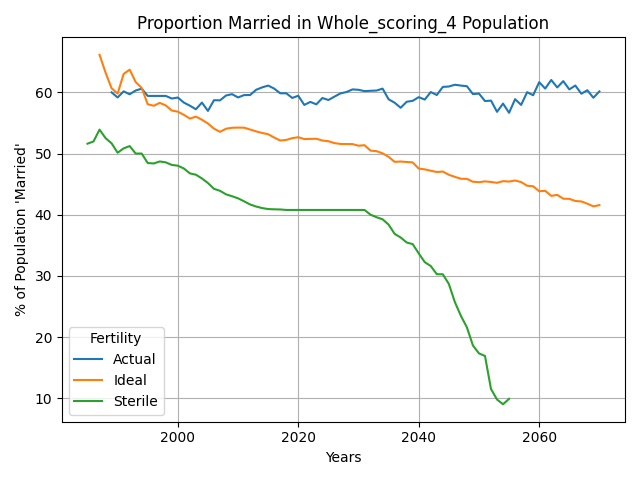 Proportion Married in Whole_scoring_4 Population
% of Population 'Married'
60
50
40
30
20
10
Fertility
Actual
Ideal
Sterile
2000 2020 2040 2060
Years